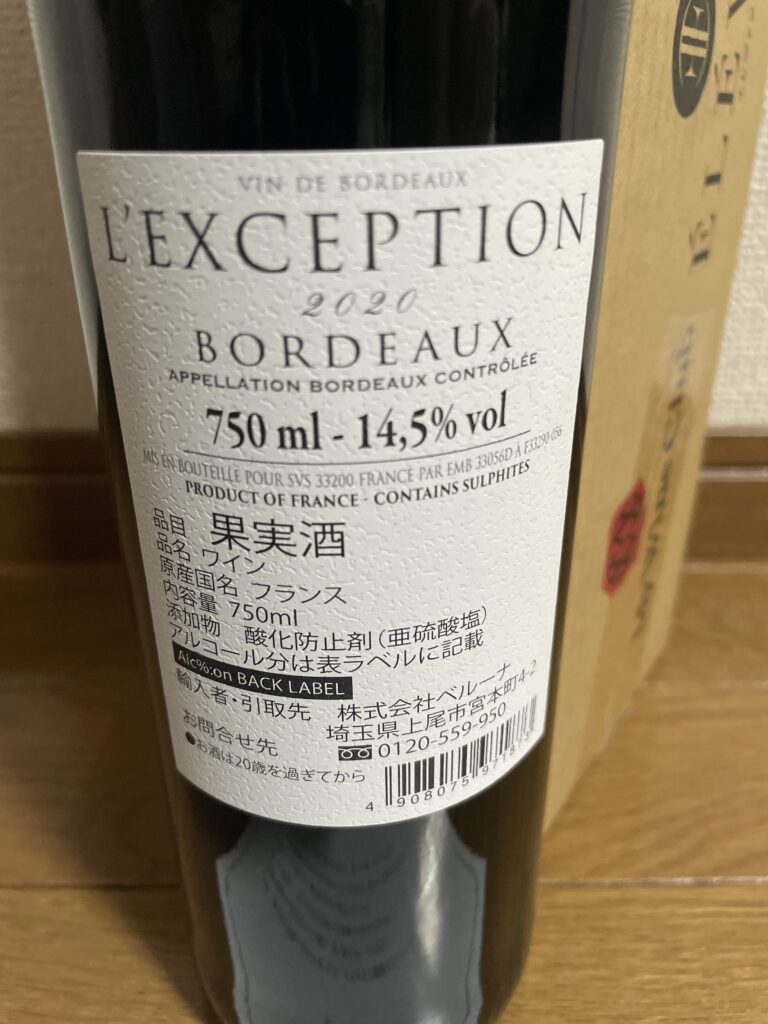 VIN DE BORDEAUX
L'EXCEPTION
2020
BORDEAUX
APPELLATION BORDEAUX CONTRÔLÉE
750 ml - 14,5% vol
MIS EN BOUTEILLE POUR SVS 33200 FRANCE PAR EMB 33056D À F33290-056
PRODUCT OF FRANCE - CONTAINS SULPHITES
品目 果実酒
品名 ワイン
原産国名 フランス
内容量 750ml
添加物 酸化防止剤(亜硫酸塩)
アルコール分は表ラベルに記載
Alc%:on BACK LABEL
輸入者・引取先 株式会社ベルーナ
埼玉県上尾市宮本町4-2
お問合せ先 0120-559-950
●お酒は20歳を過ぎてから
4 908075